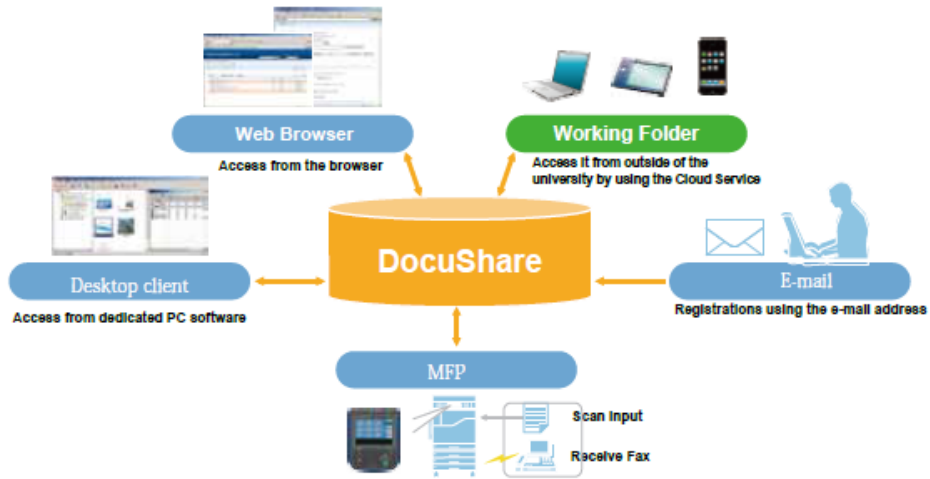 Web Browser
Access from the browser
Working Folder
Access it from outside of the
university by using the Cloud Service
DocuShare
Desktop client
Access from dedicated PC software
E-mail
Registrations using the e-mail address
MFP
Scan Input
Receive Fax